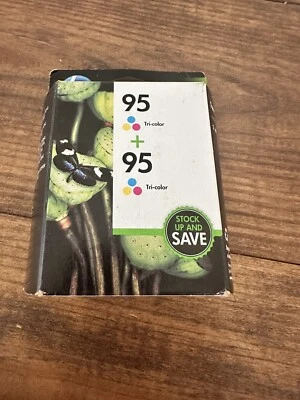 95
Tri-color
+
95
Tri-color
STOCK
UP AND
SAVE